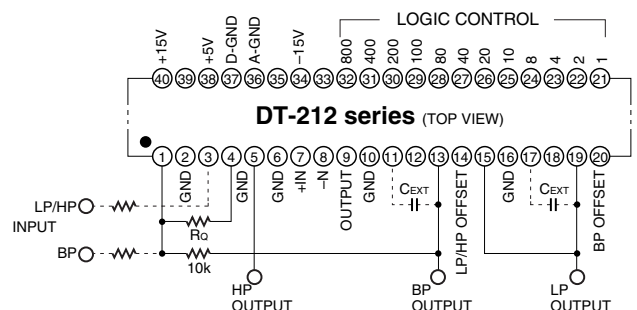 LOGIC CONTROL
+15V +5V D-GND A-GND –15V 800 400 200 100 80 40 20 10 8 4 2 1
40 39 38 37 36 35 34 33 32 31 30 29 28 27 26 25 24 23 22 21
DT-212 series (TOP VIEW)
1 2 3 4 5 6 7 8 9 10 11 12 13 14 15 16 17 18 19 20
GND GND GND +IN –N OUTPUT GND CEXT LP/HP OFFSET GND CEXT BP OFFSET
LP/HP
INPUT
RQ
BP
10k
HP
OUTPUT
BP
OUTPUT
LP
OUTPUT